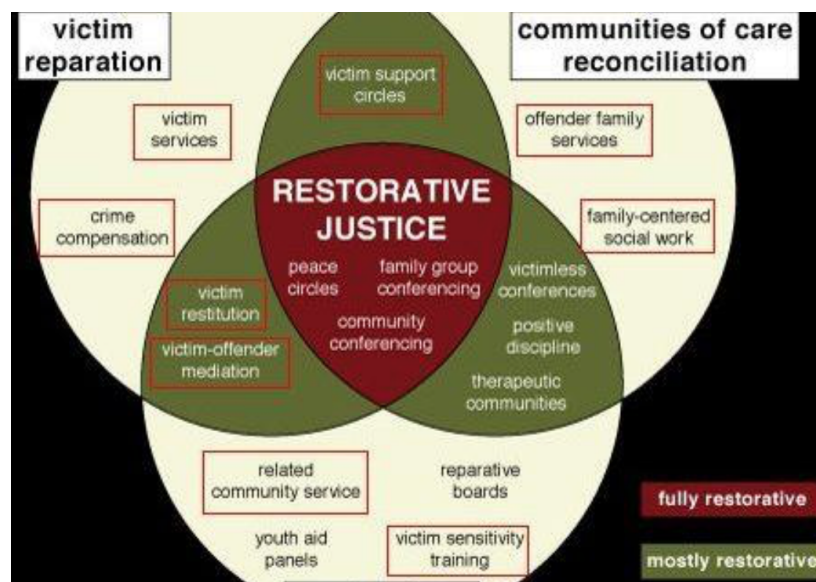 victim
reparation
communities of care
reconciliation
victim support
circles
victim
services
offender family
services
crime
compensation
family-centered
social work
RESTORATIVE
JUSTICE
peace
circles
family group
conferencing
community
conferencing
victimless
conferences
positive
discipline
therapeutic
communities
victim
restitution
victim-offender
mediation
related
community service
reparative
boards
youth aid
panels
victim sensitivity
training
fully restorative
mostly restorative